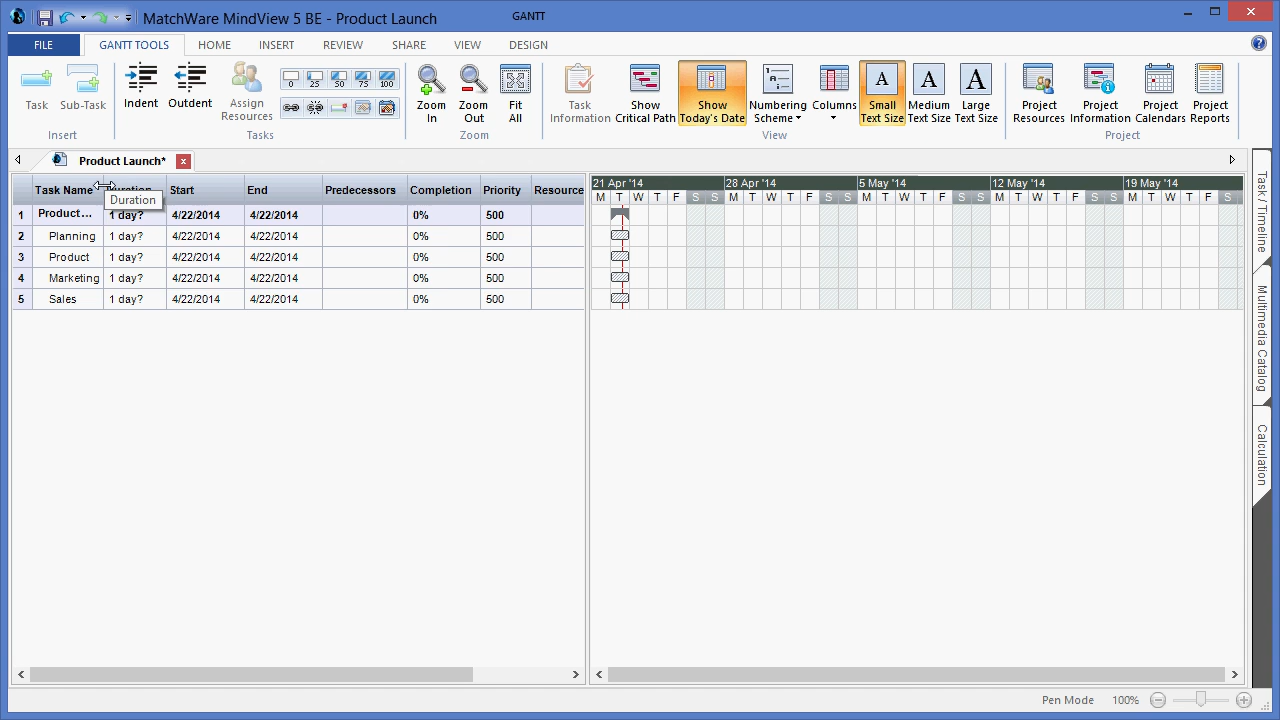 MatchWare MindView 5 BE - Product Launch
GANTT
FILE GANTT TOOLS HOME INSERT REVIEW SHARE VIEW DESIGN
Task
Sub-Task
Insert
Indent
Outdent
Assign
Resources
0 25 50 75 100
Tasks
Zoom
In
Zoom
Out
Fit
All
Zoom
Task
Information
Show
Critical Path
Show
Today's Date
Numbering
Scheme
Columns
Small
Text Size
Medium
Text Size
Large
Text Size
View
Project
Resources
Project
Information
Project
Calendars
Project
Reports
Project
Product Launch*
Task Name Duration Start End Predecessors Completion Priority Resource
Duration
1 Product... 1 day? 4/22/2014 4/22/2014 0% 500
2 Planning 1 day? 4/22/2014 4/22/2014 0% 500
3 Product 1 day? 4/22/2014 4/22/2014 0% 500
4 Marketing 1 day? 4/22/2014 4/22/2014 0% 500
5 Sales 1 day? 4/22/2014 4/22/2014 0% 500
21 Apr '14 28 Apr '14 5 May '14 12 May '14 19 May '14
M T W T F S S M T W T F S S M T W T F S S M T W T F S S M T W T F S
Task / Timeline
Multimedia Catalog
Calculation
Pen Mode 100%